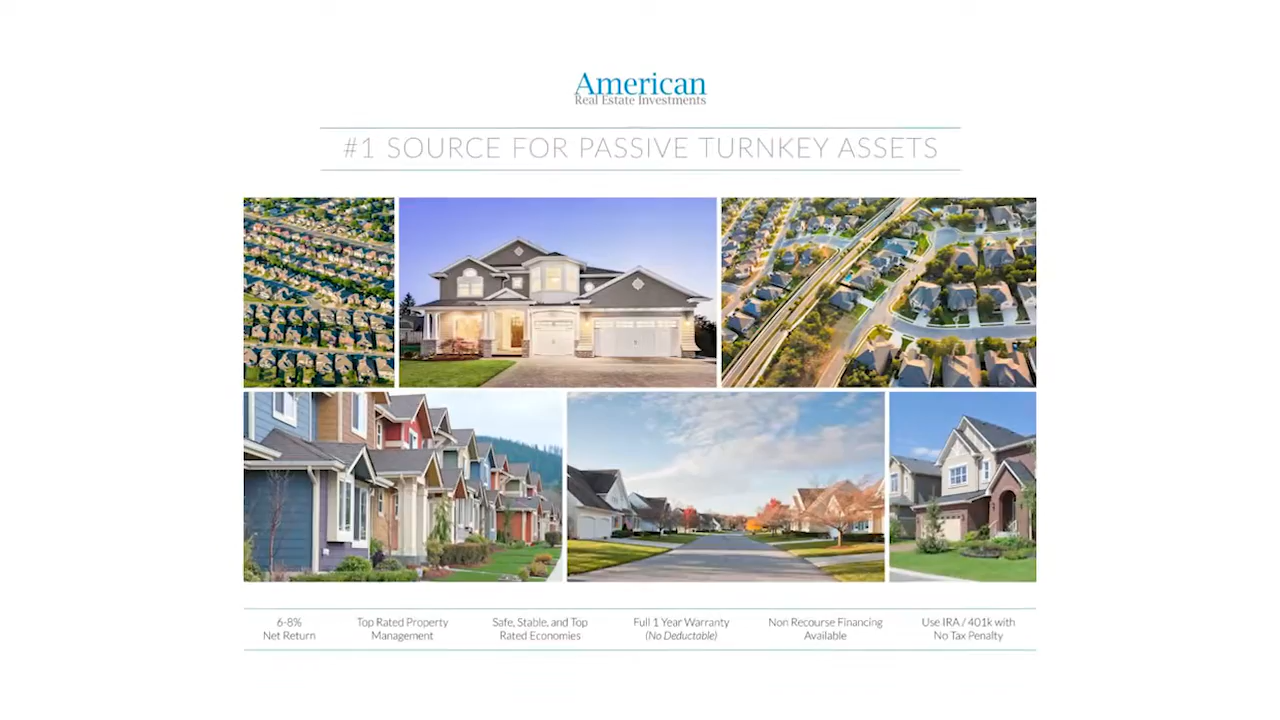 American
Real Estate Investments
#1 SOURCE FOR PASSIVE TURNKEY ASSETS
6-8%
Net Return
Top Rated Property
Management
Safe, Stable, and Top
Rated Economies
Full 1 Year Warranty
(No Deductable)
Non Recourse Financing
Available
Use IRA / 401k with
No Tax Penalty